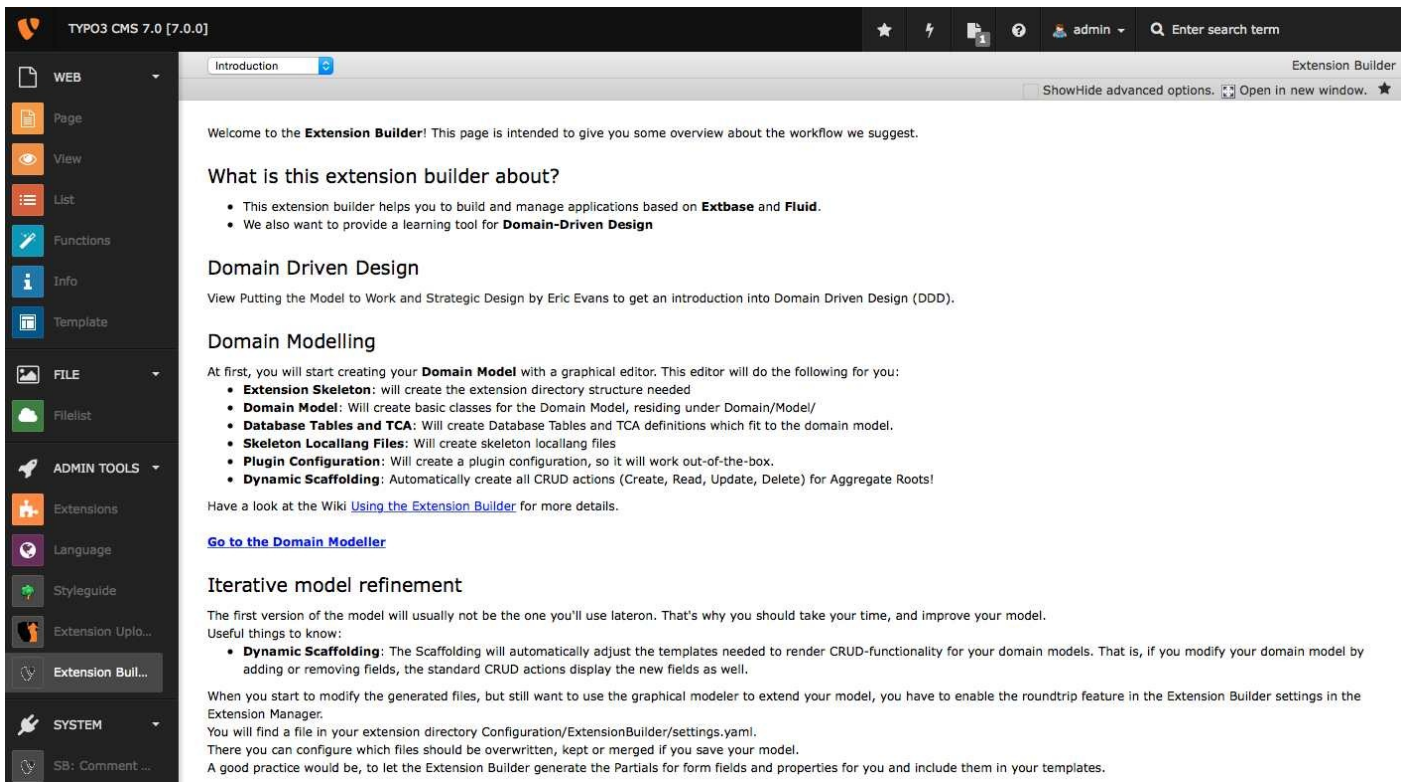 TYPO3 CMS 7.0 [7.0.0]
1
admin
Enter search term
WEB
Page
View
List
Functions
Info
Template
FILE
Filelist
ADMIN TOOLS
Extensions
Language
Styleguide
Extension Uplo...
Extension Buil...
SYSTEM
SB: Comment ...
Introduction
Extension Builder
ShowHide advanced options. Open in new window.
Welcome to the Extension Builder! This page is intended to give you some overview about the workflow we suggest.
What is this extension builder about?
• This extension builder helps you to build and manage applications based on Extbase and Fluid.
• We also want to provide a learning tool for Domain-Driven Design
Domain Driven Design
View Putting the Model to Work and Strategic Design by Eric Evans to get an introduction into Domain Driven Design (DDD).
Domain Modelling
At first, you will start creating your Domain Model with a graphical editor. This editor will do the following for you:
• Extension Skeleton: will create the extension directory structure needed
• Domain Model: Will create basic classes for the Domain Model, residing under Domain/Model/
• Database Tables and TCA: Will create Database Tables and TCA definitions which fit to the domain model.
• Skeleton Locallang Files: Will create skeleton locallang files
• Plugin Configuration: Will create a plugin configuration, so it will work out-of-the-box.
• Dynamic Scaffolding: Automatically create all CRUD actions (Create, Read, Update, Delete) for Aggregate Roots!
Have a look at the Wiki Using the Extension Builder for more details.
Go to the Domain Modeller
Iterative model refinement
The first version of the model will usually not be the one you'll use lateron. That's why you should take your time, and improve your model.
Useful things to know:
• Dynamic Scaffolding: The Scaffolding will automatically adjust the templates needed to render CRUD-functionality for your domain models. That is, if you modify your domain model by
adding or removing fields, the standard CRUD actions display the new fields as well.
When you start to modify the generated files, but still want to use the graphical modeler to extend your model, you have to enable the roundtrip feature in the Extension Builder settings in the
Extension Manager.
You will find a file in your extension directory Configuration/ExtensionBuilder/settings.yaml.
There you can configure which files should be overwritten, kept or merged if you save your model.
A good practice would be, to let the Extension Builder generate the Partials for form fields and properties for you and include them in your templates.